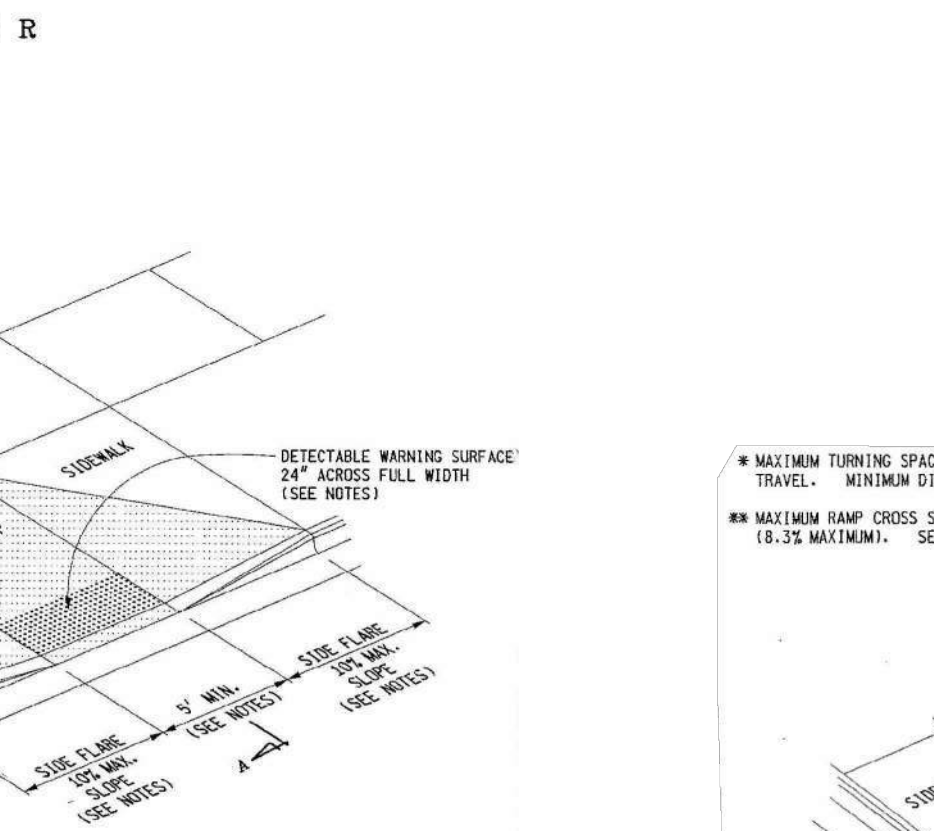 R
SIDEWALK
DETECTABLE WARNING SURFACE
24" ACROSS FULL WIDTH
(SEE NOTES)
* MAXIMUM TURNING SPAC
TRAVEL. MINIMUM DI
** MAXIMUM RAMP CROSS S
(8.3% MAXIMUM). SE
SIDE FLARE
10% MAX.
SLOPE
(SEE NOTES)
5' MIN.
(SEE NOTES)
A
SIDE FLARE
10% MAX.
SLOPE
(SEE NOTES)
SIDE